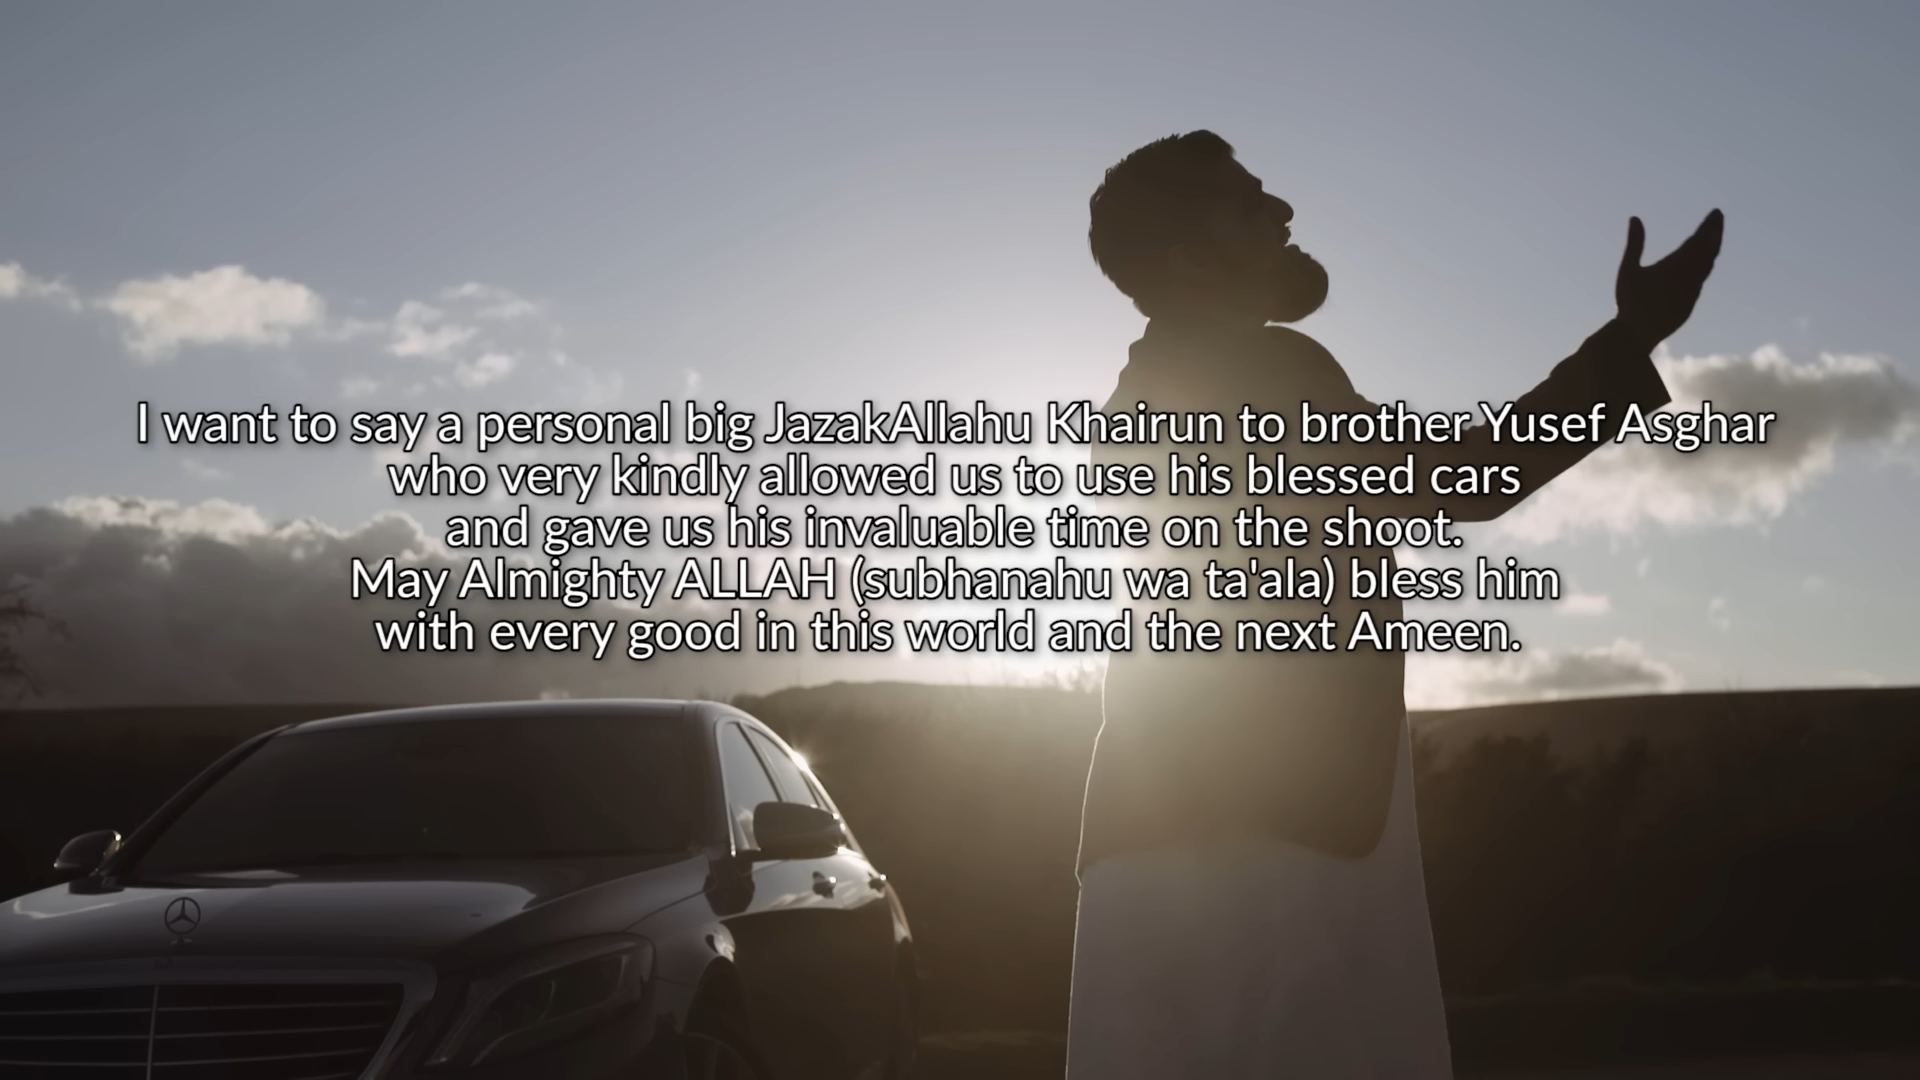 I want to say a personal big JazakAllahu Khairun to brother Yusef Asghar
who very kindly allowed us to use his blessed cars
and gave us his invaluable time on the shoot.
May Almighty ALLAH (subhanahu wa ta'ala) bless him
with every good in this world and the next Ameen.